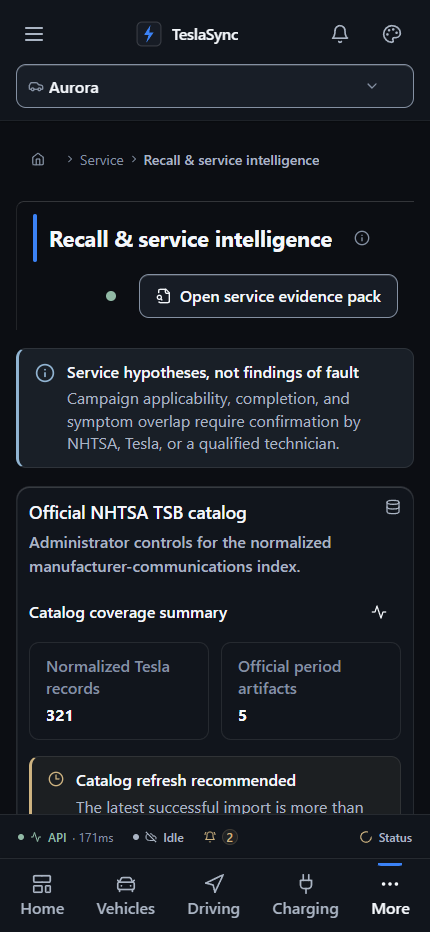 TeslaSync
Aurora
Service
Recall & service intelligence
Recall & service intelligence
Open service evidence pack
Service hypotheses, not findings of fault
Campaign applicability, completion, and
symptom overlap require confirmation by
NHTSA, Tesla, or a qualified technician.
Official NHTSA TSB catalog
Administrator controls for the normalized
manufacturer-communications index.
Catalog coverage summary
Normalized Tesla
records
321
Official period
artifacts
5
Catalog refresh recommended
The latest successful import is more than
API · 171ms
Idle
2
Status
Home
Vehicles
Driving
Charging
More